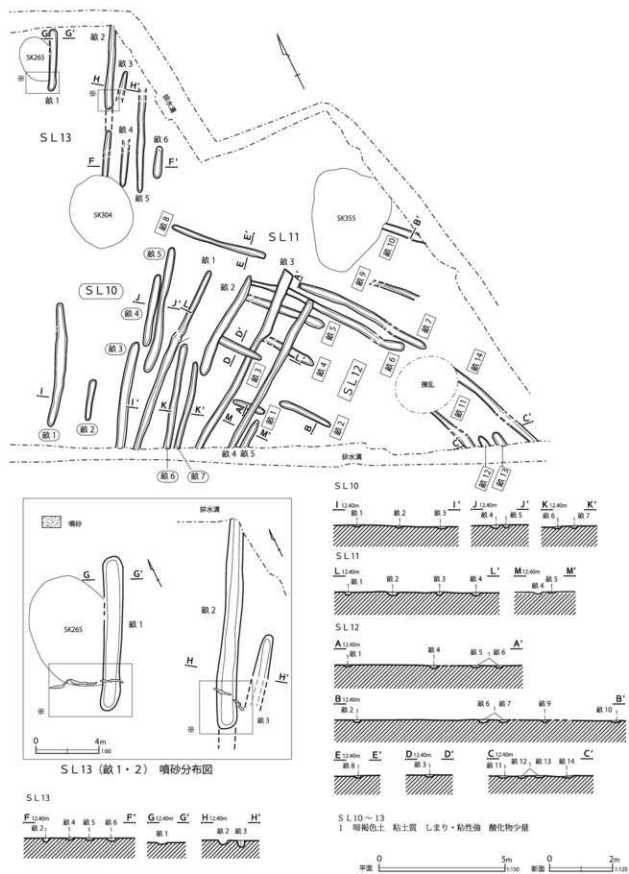 G G'
畝2
SK265
畝3
※
H H'
畝1
※
排水溝
SL13
畝4
畝6
F F'
畝5
SK304
SK355
B'
畝10
畝8
E'
SL11
E
畝5
畝1
畝3
畝9
畝2
A'
SL10
J J' L
畝4
畝5
畝7
D'
畝6
畝3
L'
畝4
畝14
D
畝3
SL12
攪乱
I I'
K K'
畝1
畝11
A
M
B
畝2
C'
畝1
畝2
M'
C
畝4 畝5
畝12
畝13
排水溝
畝6
畝7
噴砂
排水溝
G G'
畝2
畝1
SK265
H H'
※
※
畝3
0 4m
1:60
SL13(畝1・2) 噴砂分布図
SL10
I 12.40m I'
畝1 畝2 畝3
J 12.40m J'
畝4 畝5
K 12.40m K'
畝6 畝7
SL11
L 12.40m L'
畝1 畝2 畝3 畝4
M 12.40m M'
畝4 畝5
SL12
A 12.40m A'
畝1 畝4 畝5 畝6
B 12.40m B'
畝2 畝6 畝7 畝9 畝10
E 12.40m E'
畝8
D 12.40m D'
畝3
C 12.40m C'
畝11 畝12 畝13 畝14
SL13
F 12.40m F'
畝2 畝4 畝5 畝6
G 12.40m G'
畝1
H 12.40m H'
畝2 畝3
SL10～13
1 暗褐色土 粘土質 しまり・粘性強 酸化物少量
平面 0 5m 1:150
断面 0 2m 1:120